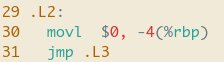 29 .L2:
30   movl  $0, -4(%rbp)
31   jmp .L3